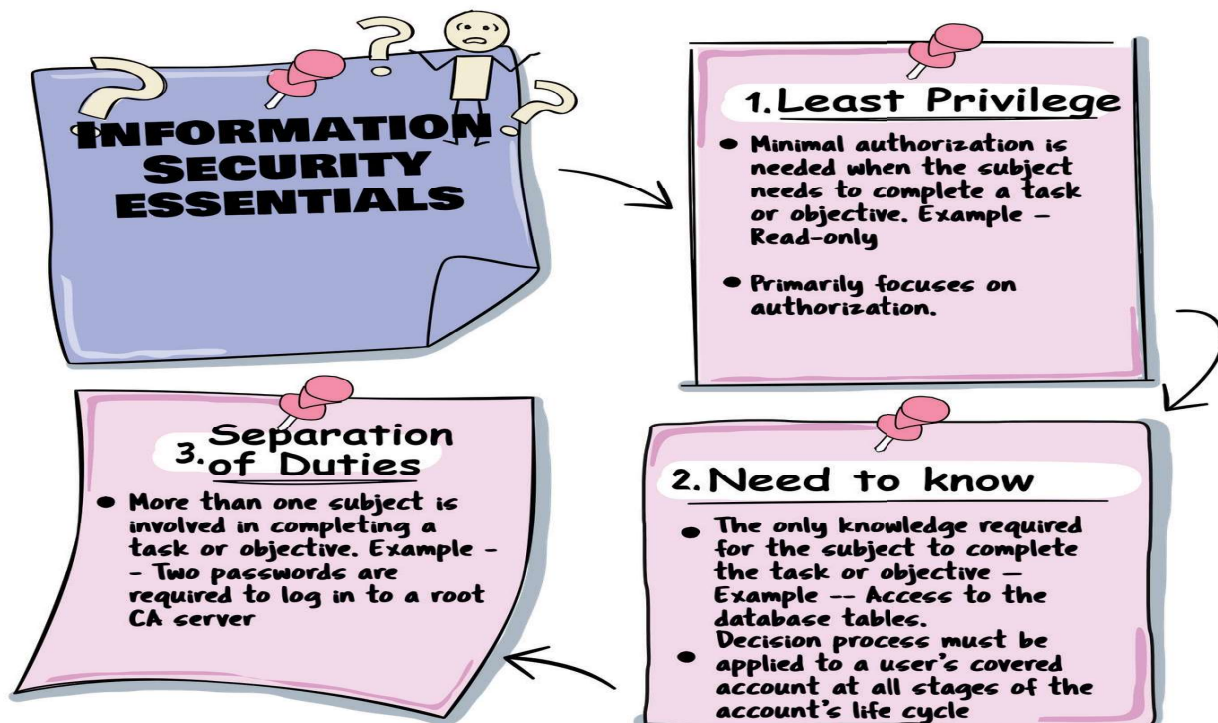 INFORMATION
SECURITY
ESSENTIALS
1. Least Privilege
• Minimal authorization is
needed when the subject
needs to complete a task
or objective. Example –
Read-only
• Primarily focuses on
authorization.
2. Need to know
• The only knowledge required
for the subject to complete
the task or objective –
Example -- Access to the
database tables.
• Decision process must be
applied to a user's covered
account at all stages of the
account's life cycle
3. Separation
of Duties
• More than one subject is
involved in completing a
task or objective. Example -
- Two passwords are
required to log in to a root
CA server